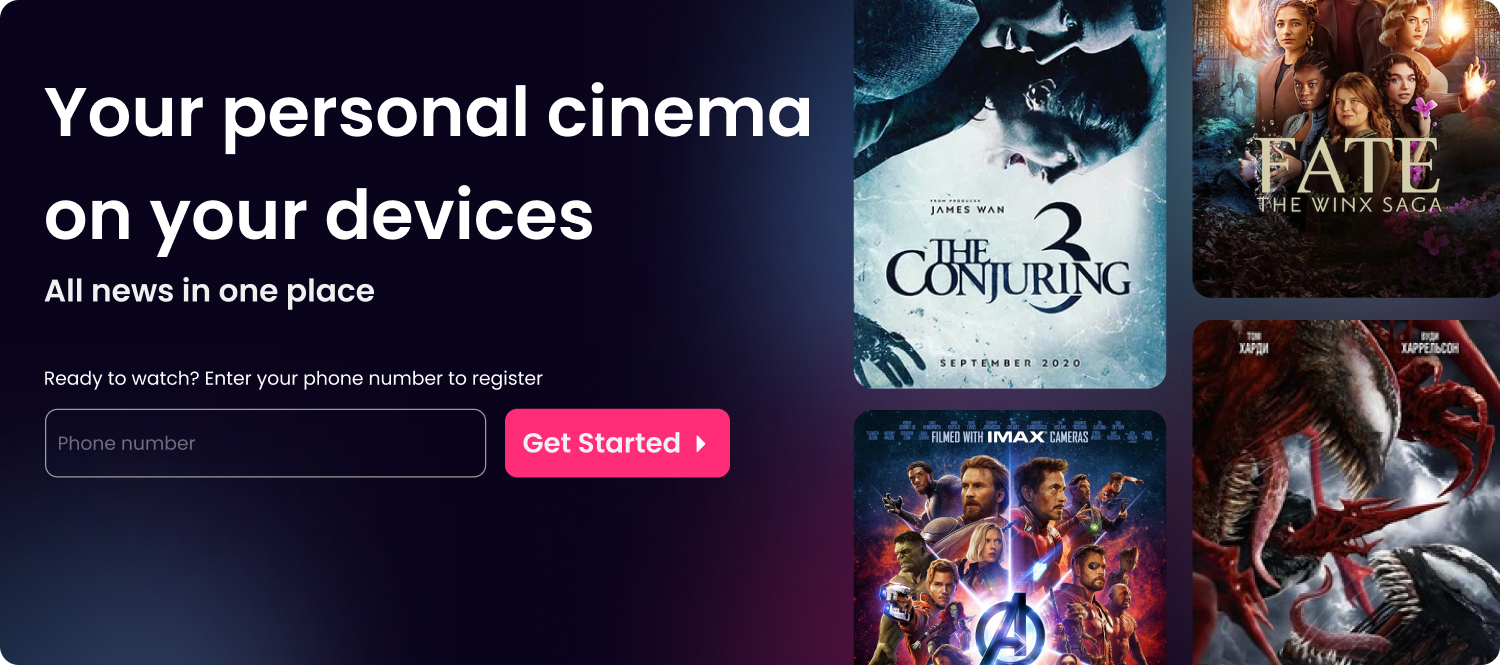 Your personal cinema
on your devices
All news in one place
Ready to watch? Enter your phone number to register
Phone number
Get Started
FROM PRODUCER
JAMES WAN
3
THE
CONJURING
SEPTEMBER 2020
FILMED WITH IMAX CAMERAS
FATE
THE WINX SAGA
ТОМ
ХАРДИ
ВУДИ
ХАРРЕЛЬСОН